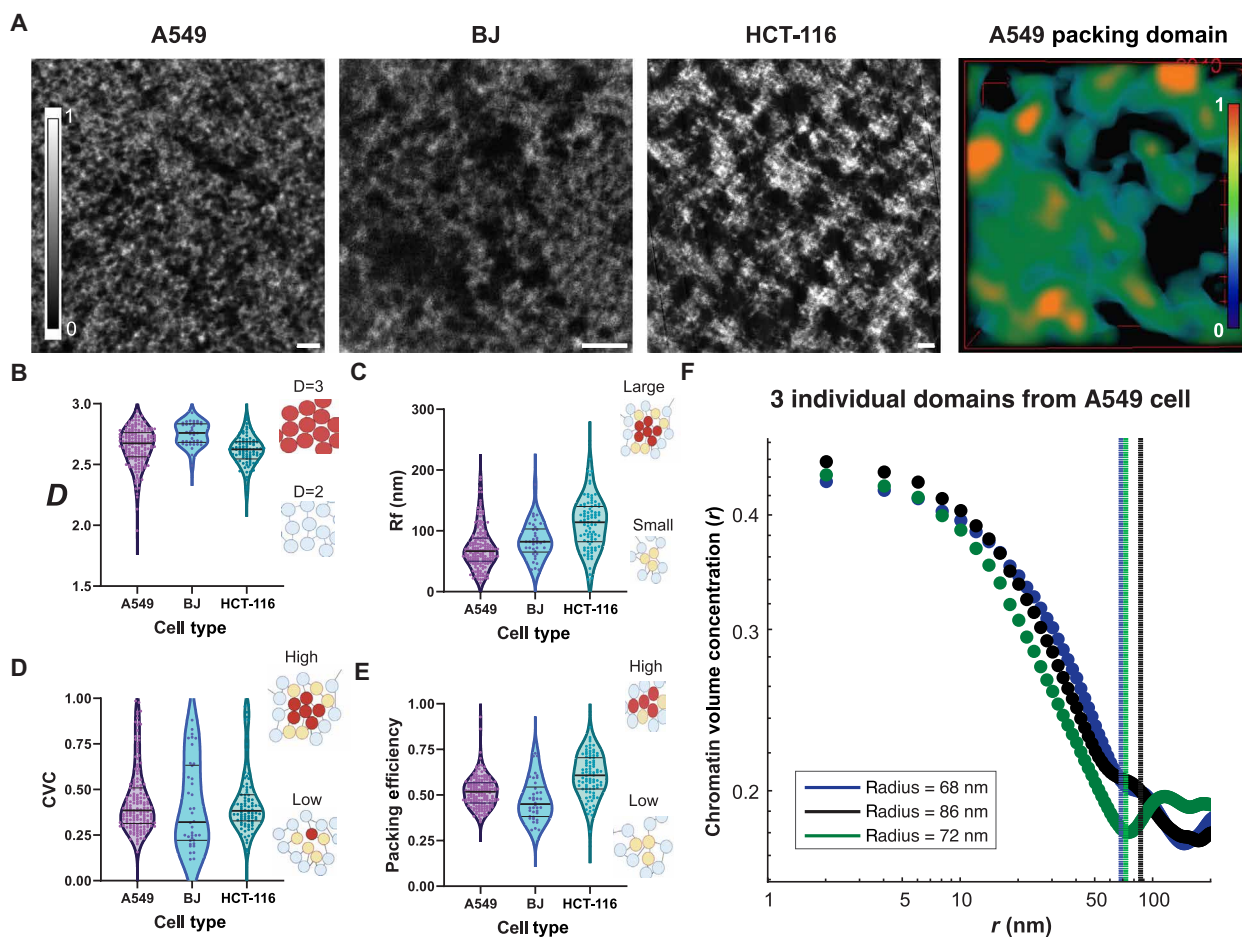 A
A549
BJ
HCT-116
A549 packing domain
1
0
1
0
B
D=3
3.0
2.5
2.0
1.5
D
D=2
A549
BJ
HCT-116
Cell type
C
Large
300
200
100
0
Rf (nm)
Small
A549
BJ
HCT-116
Cell type
D
High
1.00
0.75
0.50
0.25
0.00
CVC
Low
A549
BJ
HCT-116
Cell type
E
High
1.00
0.75
0.50
0.25
0.00
Packing efficiency
Low
A549
BJ
HCT-116
Cell type
F
3 individual domains from A549 cell
Chromatin volume concentration (r)
0.4
0.3
0.2
Radius = 68 nm
Radius = 86 nm
Radius = 72 nm
1
5
10
50
100
r (nm)